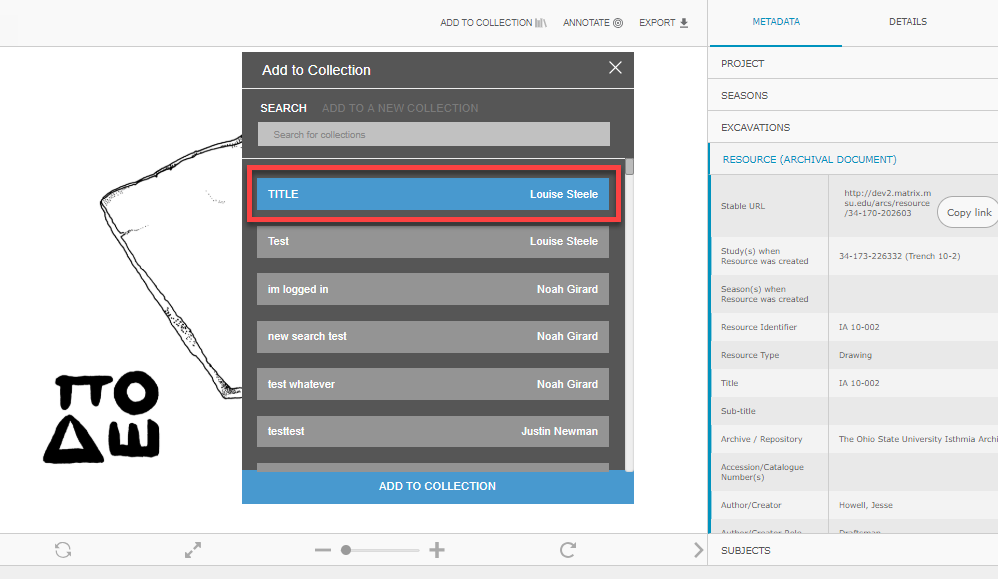 ADD TO COLLECTION
ANNOTATE
EXPORT
METADATA
DETAILS
Add to Collection
SEARCH
ADD TO A NEW COLLECTION
Search for collections
TITLE Louise Steele
Test Louise Steele
im logged in Noah Girard
new search test Noah Girard
test whatever Noah Girard
testtest Justin Newman
ADD TO COLLECTION
ΠΟ
ΔШ
PROJECT
SEASONS
EXCAVATIONS
RESOURCE (ARCHIVAL DOCUMENT)
Stable URL
http://dev2.matrix.m
su.edu/arcs/resource
/34-170-202603
Copy link
Study(s) when
Resource was created
34-173-226332 (Trench 10-2)
Season(s) when
Resource was created
Resource Identifier IA 10-002
Resource Type Drawing
Title IA 10-002
Sub-title
Archive / Repository The Ohio State University Isthmia Archi
Accession/Catalogue
Number(s)
Author/Creator Howell, Jesse
Author/Creator Role Draftsman
SUBJECTS